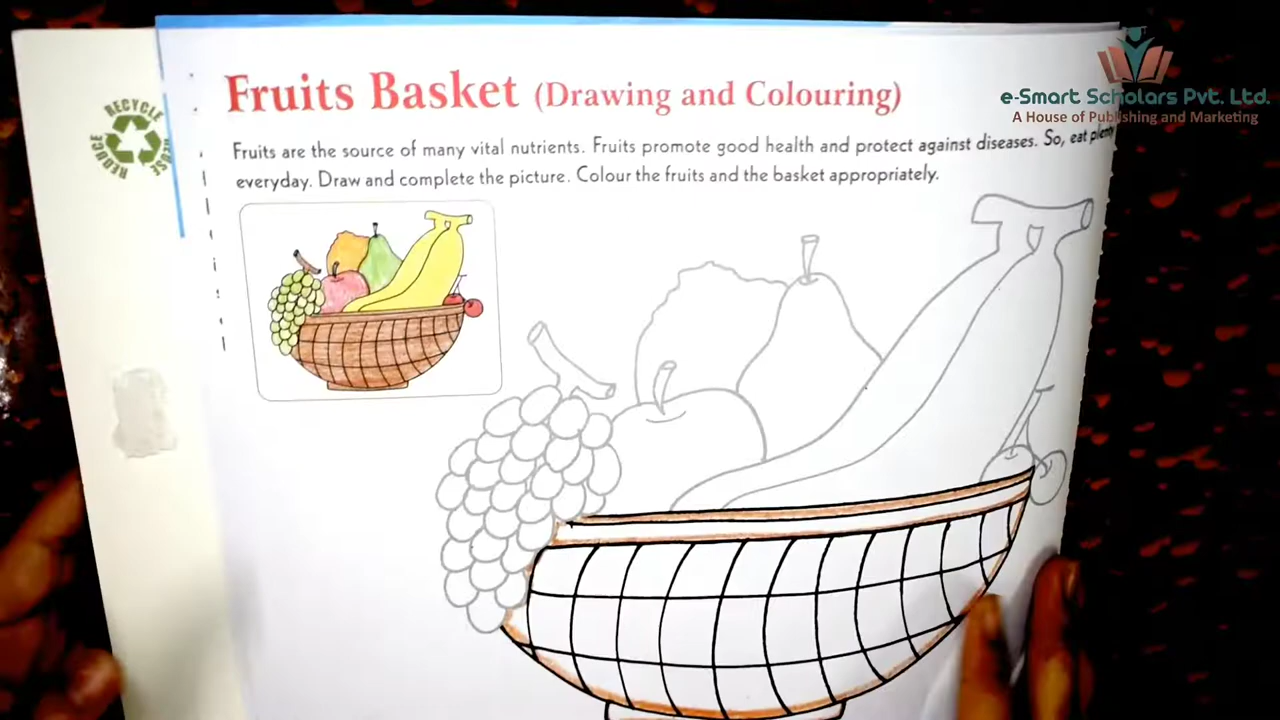 RECYCLE
REDUCE
Fruits Basket (Drawing and Colouring)
Fruits are the source of many vital nutrients. Fruits promote good health and protect against diseases. So, eat plenty
everyday. Draw and complete the picture. Colour the fruits and the basket appropriately.
e-Smart Scholars Pvt. Ltd.
A House of Publishing and Marketing